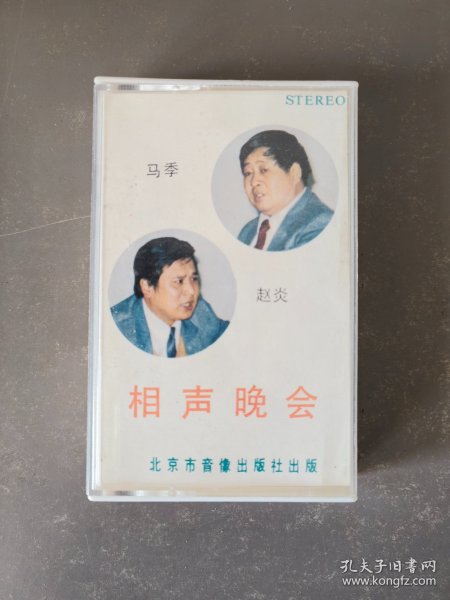 STEREO
马季
赵炎
相声晚会
北京市音像出版社出版
孔夫子旧书网
www.kongfz.com